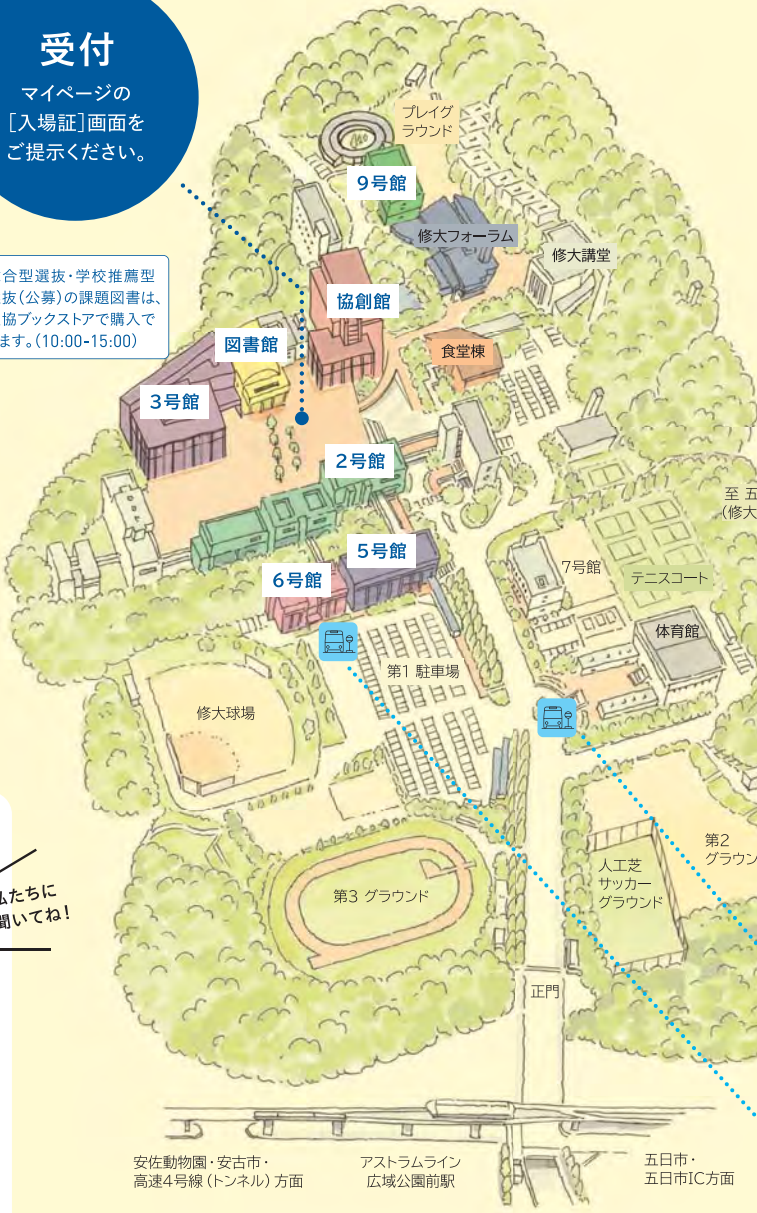 受付
マイページの
[入場証]画面を
ご提示ください。
合型選抜・学校推薦型
抜(公募)の課題図書は、
協ブックストアで購入で
ます。(10:00-15:00)
プレイグ
ラウンド
9号館
修大フォーラム
修大講堂
協創館
図書館
食堂棟
3号館
2号館
至 五
(修大
5号館
7号館
6号館
テニスコート
体育館
第1 駐車場
修大球場
第2
グラウン
人工芝
サッカー
グラウンド
たちに
聞いてね!
第3 グラウンド
正門
安佐動物園・安古市・
高速4号線(トンネル)方面
アストラムライン
広域公園前駅
五日市・
五日市IC方面